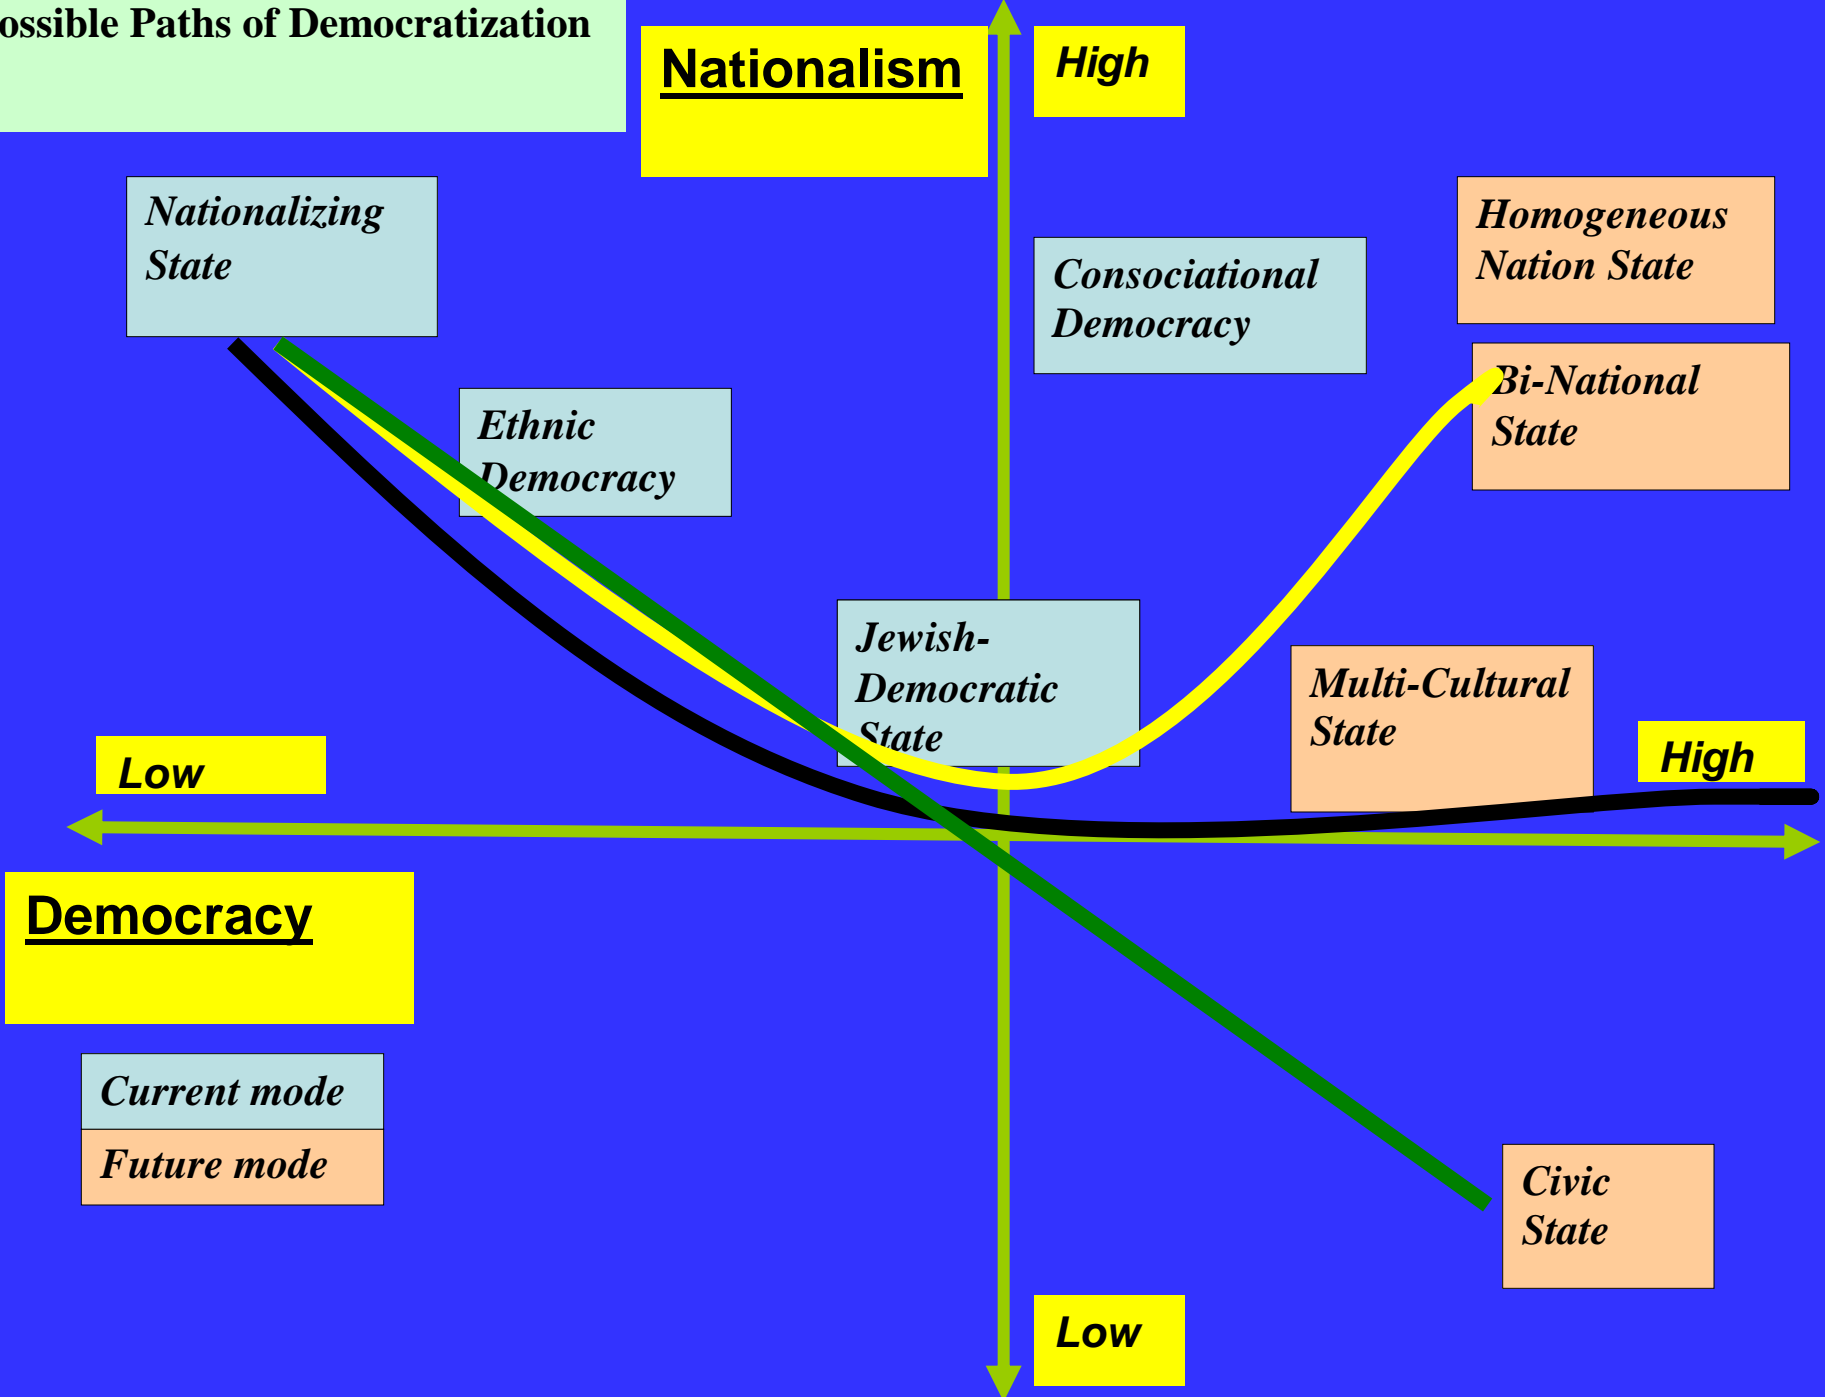 ossible Paths of Democratization
Nationalism
High
Nationalizing
State
Homogeneous
Nation State
Consociational
Democracy
Bi-National
State
Ethnic
Democracy
Jewish-
Democratic
State
Multi-Cultural
State
Low
High
Democracy
Current mode
Future mode
Civic
State
Low